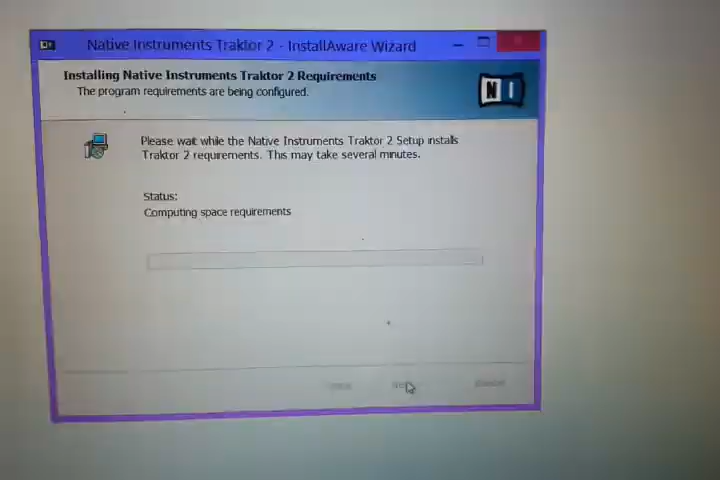 Native Instruments Traktor 2 - InstallAware Wizard
Installing Native Instruments Traktor 2 Requirements
The program requirements are being configured.
N I
Please wait while the Native Instruments Traktor 2 Setup installs
Traktor 2 requirements. This may take several minutes.
Status:
Computing space requirements